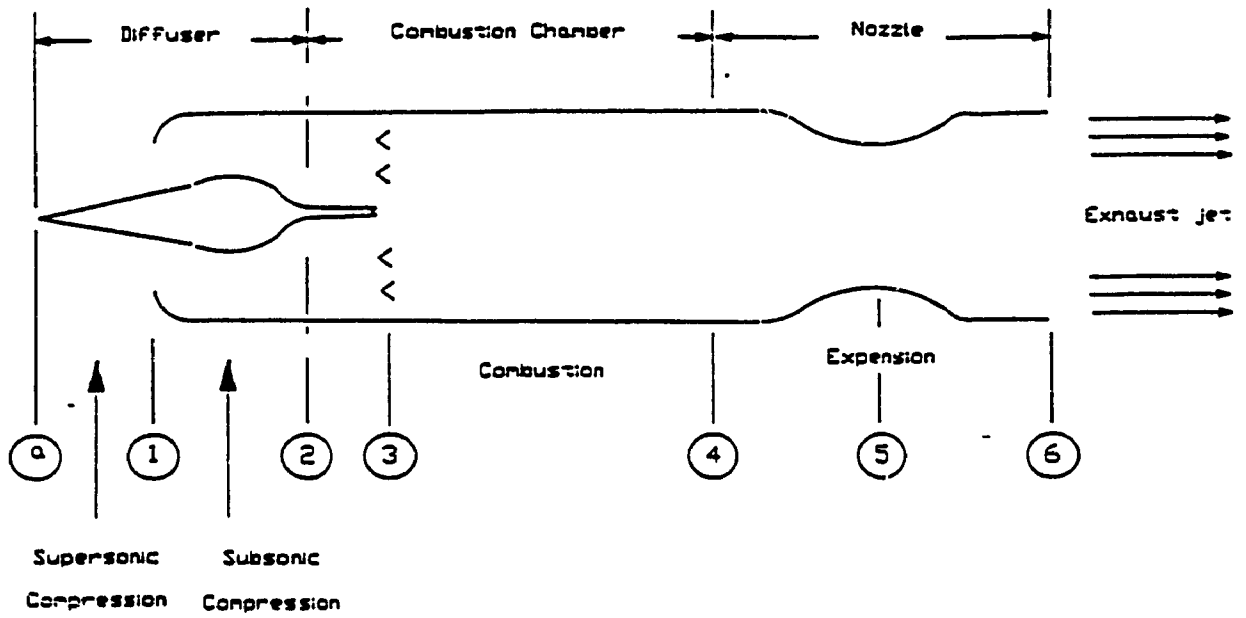 Diffuser
Combustion Chamber
Nozzle
Exhaust jet
Combustion
Expension
a
1
2
3
4
5
6
Supersonic
Compression
Subsonic
Compression